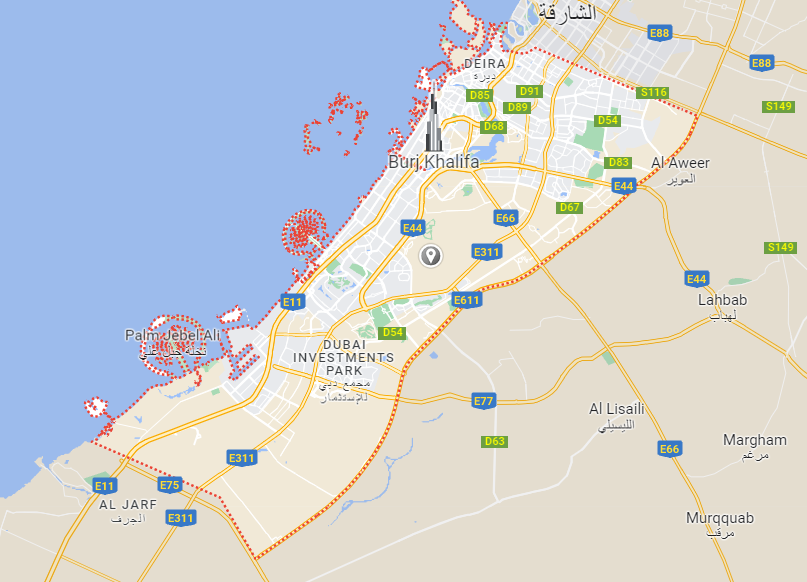 الشارقة
E88
E88
DEIRA
ديرة
D85
D91
S116
D89
S149
D54
D68
Burj Khalifa
D83
Al Aweer
العوير
E44
D67
E66
E44
S149
E311
E44
E11
E611
Lahbab
لهباب
Palm Jebel Ali
نخلة جبل علي
D54
DUBAI
INVESTMENTS
PARK
مجمع دبي
للإستثمار
E77
Al Lisaili
الليسيلي
D63
Margham
مرغم
E66
E311
E11
E75
AL JARF
الجرف
E311
Murqquab
مرقب